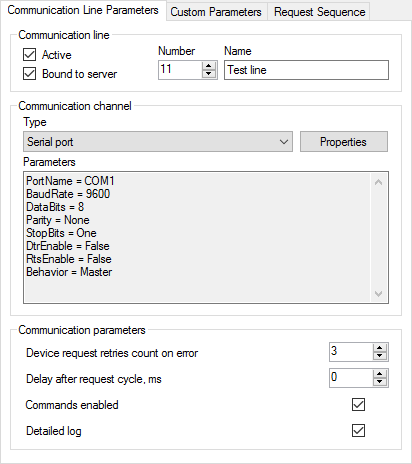 Communication Line Parameters Custom Parameters Request Sequence
Communication line
Active Number Name
Bound to server 11 Test line
Communication channel
Type
Serial port Properties
Parameters
PortName = COM1
BaudRate = 9600
DataBits = 8
Parity = None
StopBits = One
DtrEnable = False
RtsEnable = False
Behavior = Master
Communication parameters
Device request retries count on error 3
Delay after request cycle, ms 0
Commands enabled
Detailed log